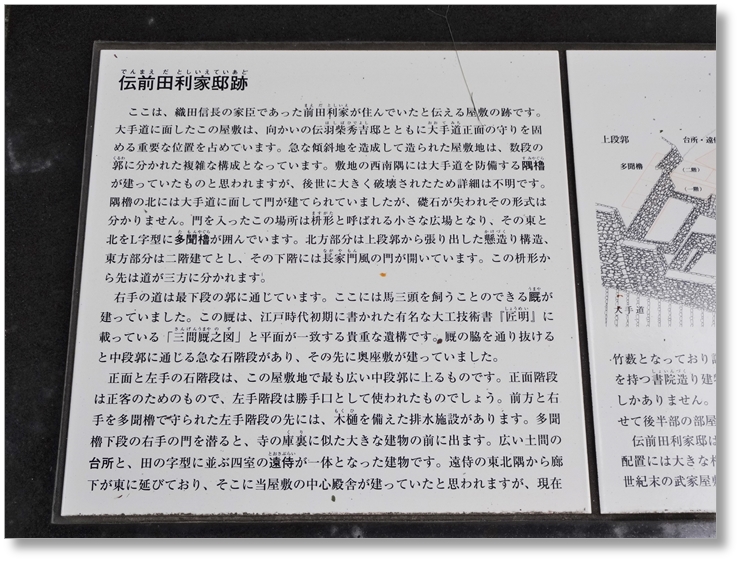 でんまえだとしいえていあと
伝前田利家邸跡
ここは、織田信長の家臣であった前田利家が住んでいたと伝える屋敷の跡です。
大手道に面したこの屋敷は、向かいの伝羽柴秀吉邸とともに大手道正面の守りを固
める重要な位置を占めています。急な傾斜地を造成して造られた屋敷地は、数段の
郭に分かれた複雑な構成となっています。敷地の西南隅には大手道を防備する隅櫓
が建っていたものと思われますが、後世に大きく破壊されたため詳細は不明です。
隅櫓の北には大手道に面して門が建てられていましたが、礎石が失われその形式は
分かりません。門を入ったこの場所は枡形と呼ばれる小さな広場となり、その東と
北をL字型に多聞櫓が囲んでいます。北方部分は上段郭から張り出した懸造り構造、
東方部分は二階建てとし、その下階には長家門風の門が開いています。この枡形か
ら先は道が三方に分かれます。
右手の道は最下段の郭に通じています。ここには馬三頭を飼うことのできる厩が
建っていました。この厩は、江戸時代初期に書かれた有名な大工技術書『匠明』に
載っている「三間厩之図」と平面が一致する貴重な遺構です。厩の脇を通り抜ける
と中段郭に通じる急な石階段があり、その先に奥座敷が建っていました。
正面と左手の石階段は、この屋敷地で最も広い中段郭に上るものです。正面階段
は正客のためのもので、左手階段は勝手口として使われたものでしょう。前方と右
手を多聞櫓で守られた左手階段の先には、木樋を備えた排水施設があります。多聞
櫓下段の右手の門を潜ると、寺の庫裏に似た大きな建物の前に出ます。広い土間の
台所と、田の字型に並ぶ四室の遠侍が一体となった建物です。遠侍の東北隅から廊
下が東に延びており、そこに当屋敷の中心殿舎が建っていたと思われますが、現在
上段郭
台所・遠
多聞櫓
(二階)
(一階)
大手道
竹藪となっており
を持つ書院造り建
しかありません。
せて後半部の部屋
伝前田利家邸は
配置には大きな
世紀末の武家屋敷